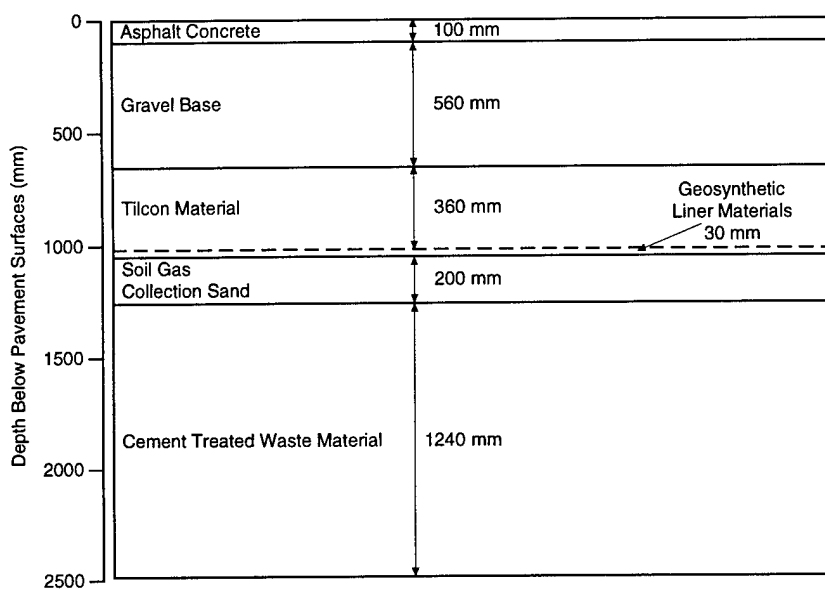 0
Asphalt Concrete
100 mm
Gravel Base
560 mm
500
Tilcon Material
360 mm
Geosynthetic
Liner Materials
30 mm
1000
Soil Gas
Collection Sand
200 mm
1500
Cement Treated Waste Material
1240 mm
2000
2500
Depth Below Pavement Surfaces (mm)